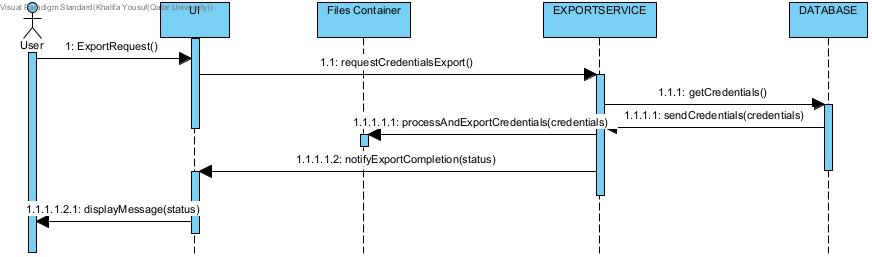 Visual Paradigm Standard(Khalifa Yousuf(Qatar University))
UI
Files Container
EXPORTSERVICE
DATABASE
User
1: ExportRequest()
1.1: requestCredentialsExport()
1.1.1: getCredentials()
1.1.1.1: sendCredentials(credentials)
1.1.1.1.1: processAndExportCredentials(credentials)
1.1.1.1.2: notifyExportCompletion(status)
1.1.1.1.2.1: displayMessage(status)